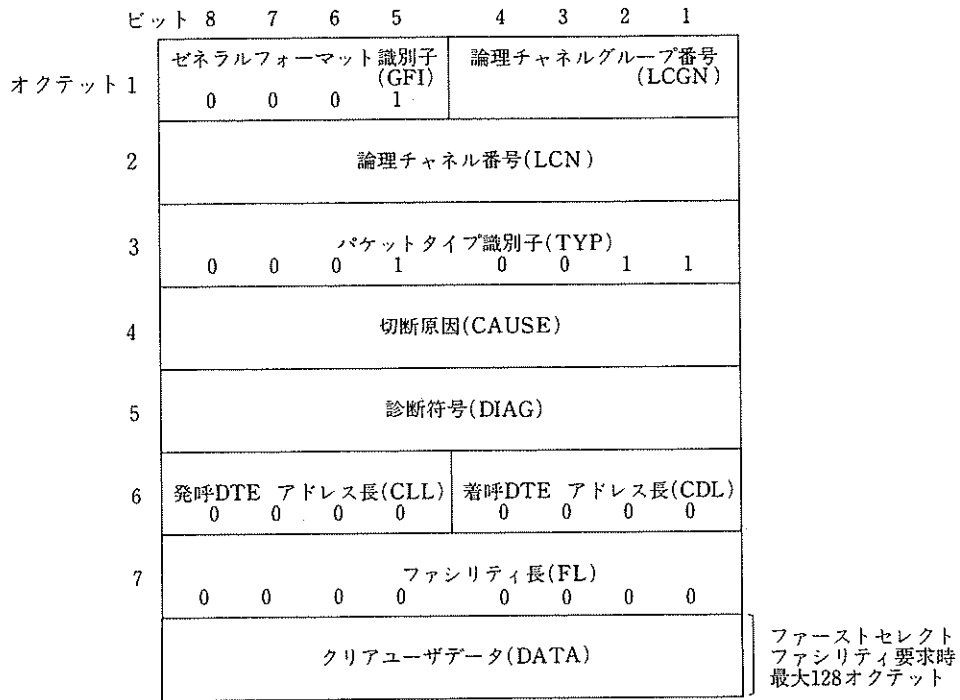 ビット 8 7 6 5 4 3 2 1
オクテット 1
ゼネラルフォーマット識別子
(GFI)
0 0 0 1
論理チャネルグループ番号
(LCGN)
2
論理チャネル番号(LCN)
3
パケットタイプ識別子(TYP)
0 0 0 1 0 0 1 1
4
切断原因(CAUSE)
5
診断符号(DIAG)
6
発呼DTE アドレス長(CLL)
0 0 0 0
着呼DTE アドレス長(CDL)
0 0 0 0
7
ファシリティ長(FL)
0 0 0 0 0 0 0 0
クリアユーザデータ(DATA)
ファーストセレクト
ファシリティ要求時
最大128オクテット